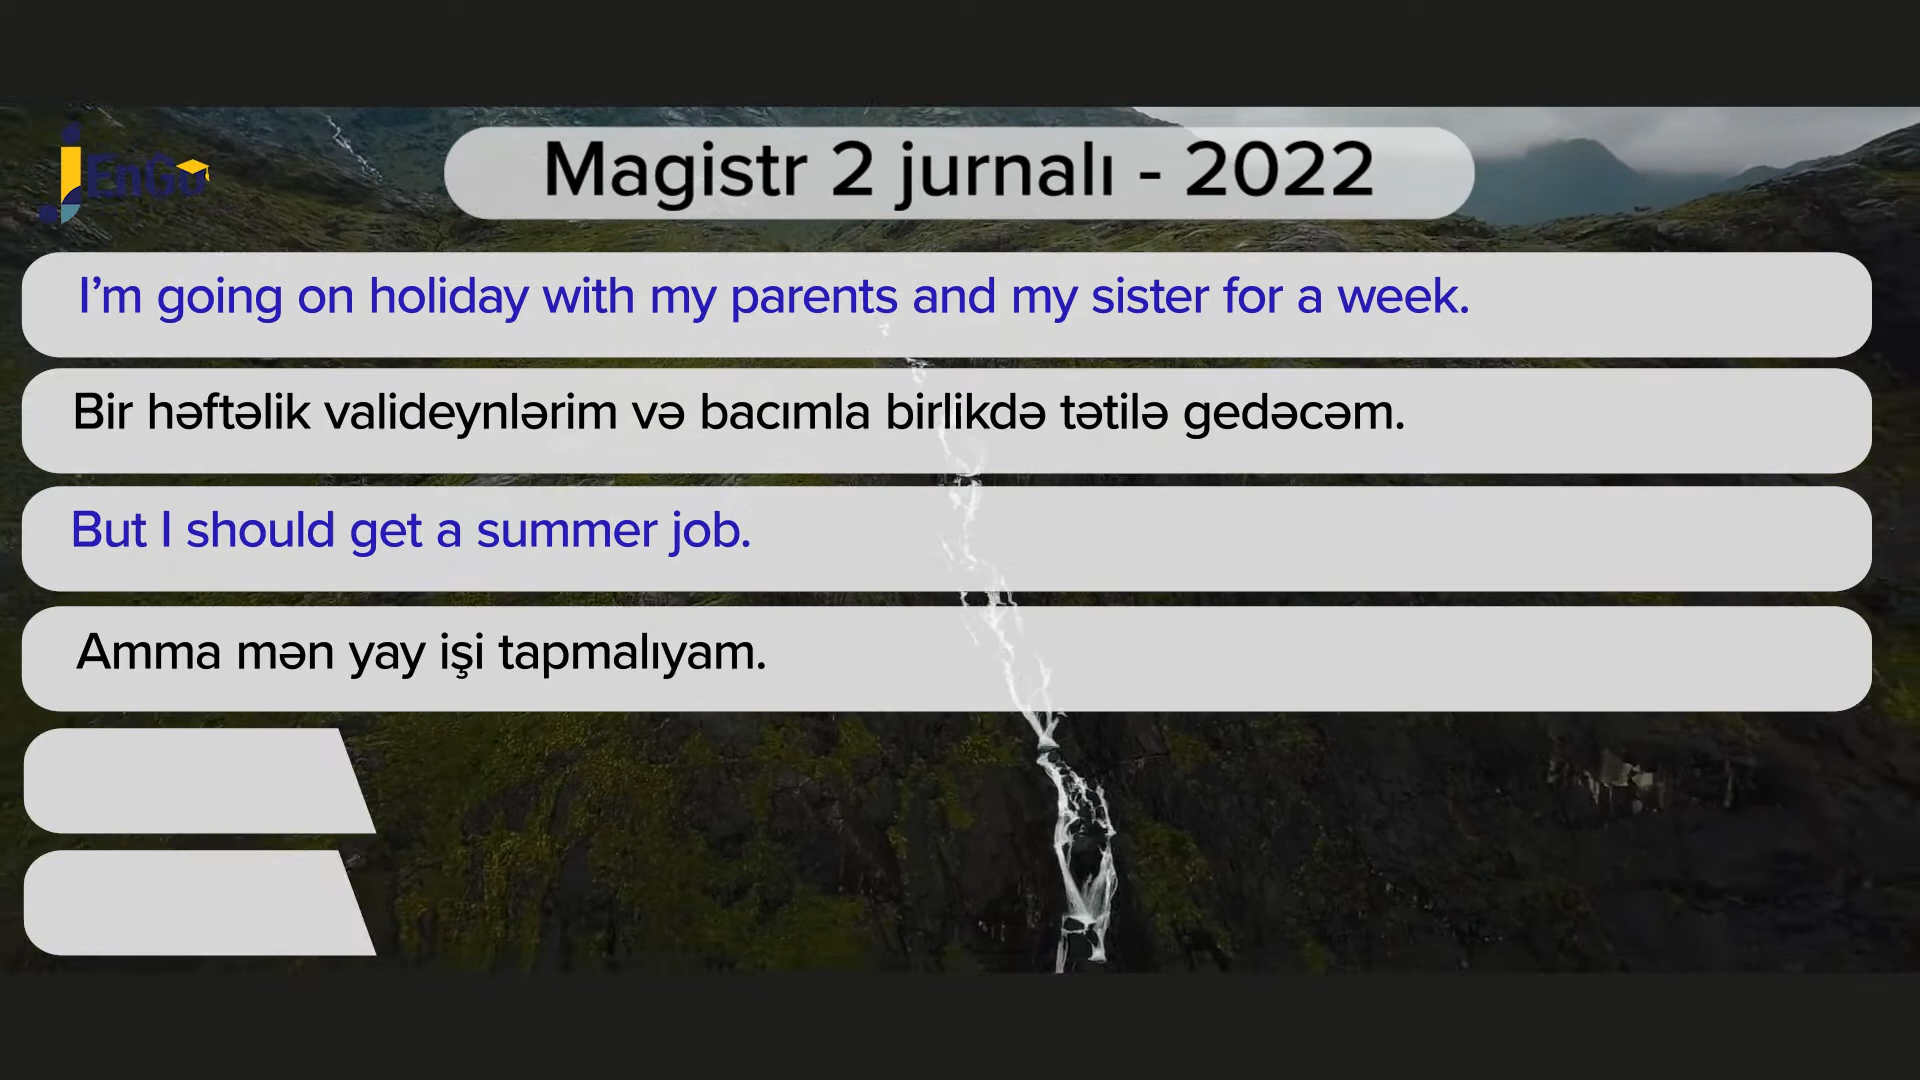 EnGo
Magistr 2 jurnalı - 2022
I’m going on holiday with my parents and my sister for a week.
Bir həftəlik valideynlərim və bacımla birlikdə tətilə gedəcəm.
But I should get a summer job.
Amma mən yay işi tapmalıyam.